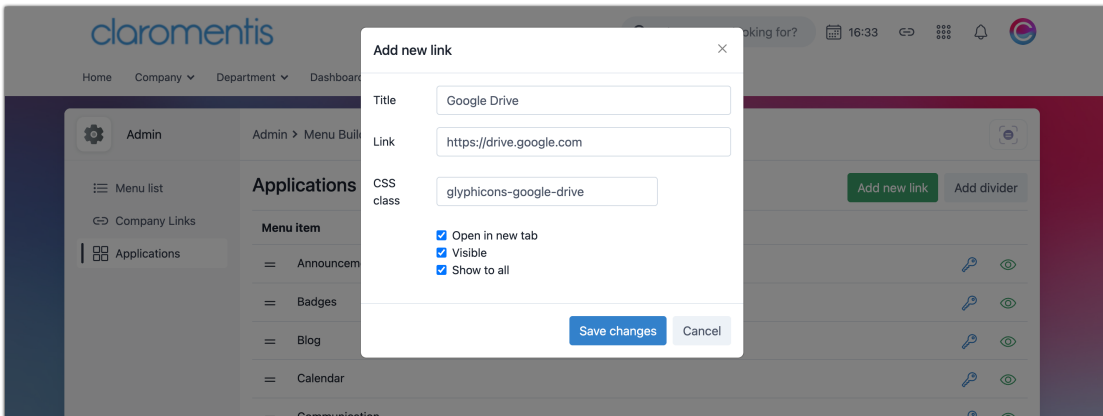 claromentis
oking for?
16:33
Home
Company
Department
Dashboard
Add new link
Title
Google Drive
Link
https://drive.google.com
CSS
class
glyphicons-google-drive
Open in new tab
Visible
Show to all
Save changes
Cancel
Admin
Admin > Menu Buil
Menu list
Company Links
Applications
Applications
Add new link
Add divider
Menu item
Announcem
Badges
Blog
Calendar
Communication